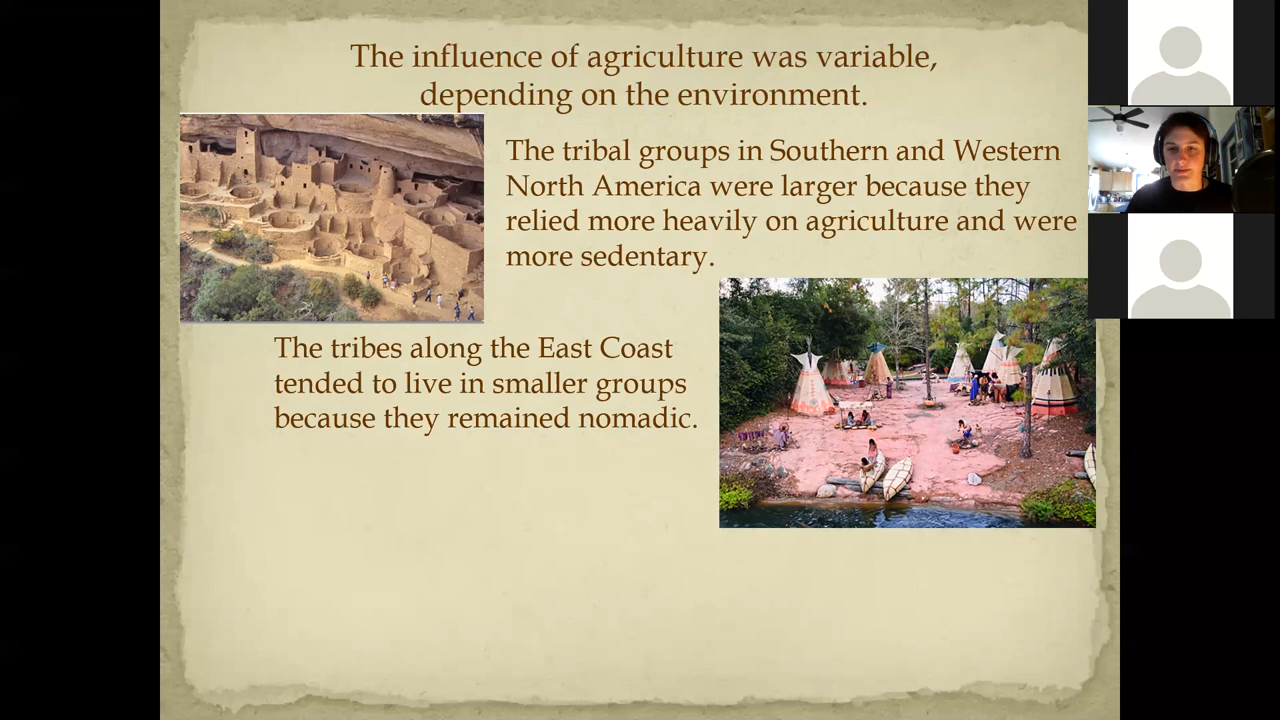 The influence of agriculture was variable,
depending on the environment.
The tribal groups in Southern and Western
North America were larger because they
relied more heavily on agriculture and were
more sedentary.
The tribes along the East Coast
tended to live in smaller groups
because they remained nomadic.